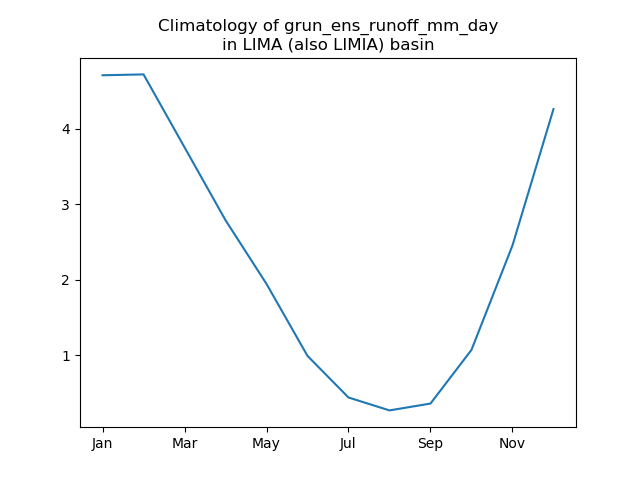 Climatology of grun_ens_runoff_mm_day
in LIMA (also LIMIA) basin
4
3
2
1
Jan Mar May Jul Sep Nov